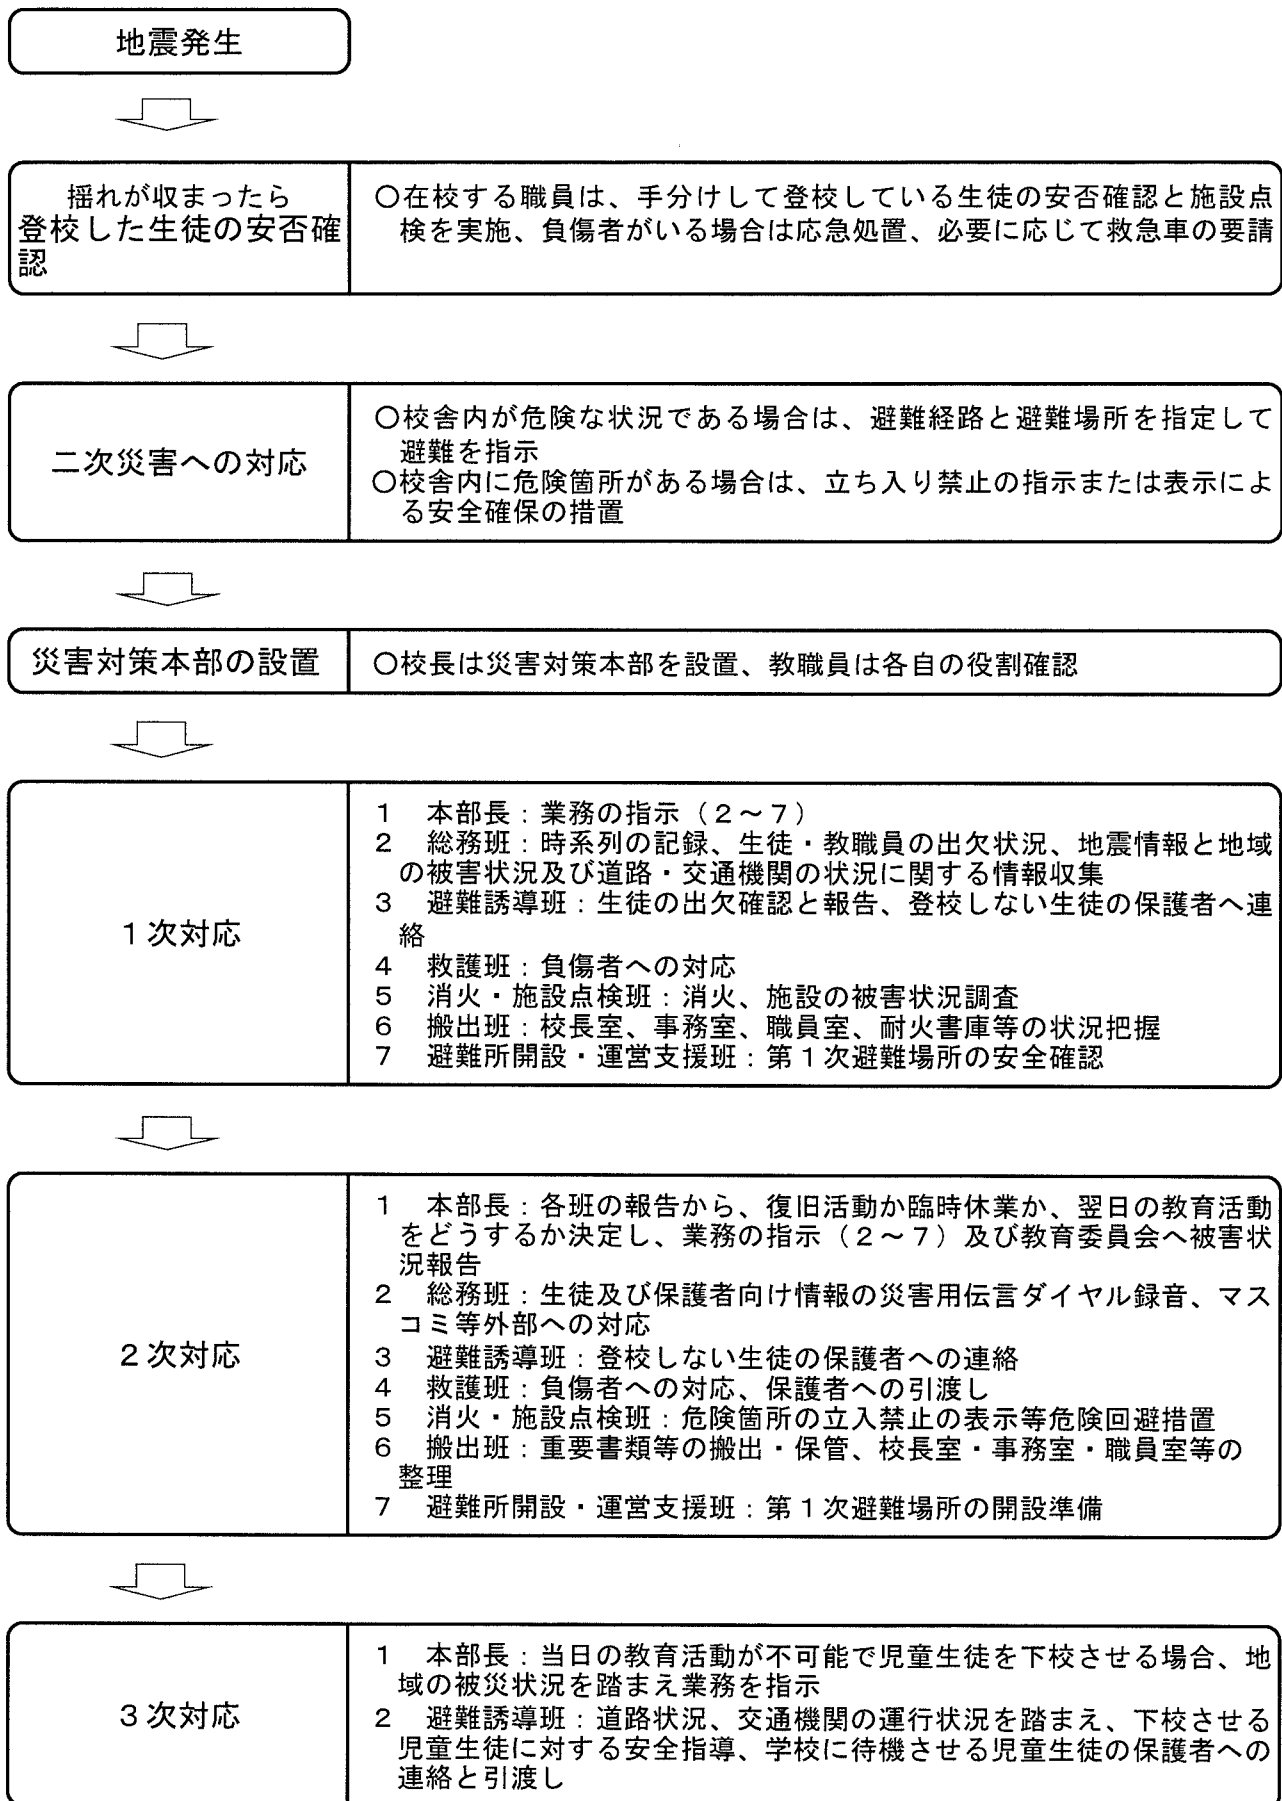 地震発生
揺れが収まったら
登校した生徒の安否確
認
〇在校する職員は、手分けして登校している生徒の安否確認と施設点
検を実施、負傷者がいる場合は応急処置、必要に応じて救急車の要請
二次災害への対応
〇校舎内が危険な状況である場合は、避難経路と避難場所を指定して
避難を指示
〇校舎内に危険箇所がある場合は、立ち入り禁止の指示または表示によ
る安全確保の措置
災害対策本部の設置
〇校長は災害対策本部を設置、教職員は各自の役割確認
1次対応
1 本部長:業務の指示(2~7)
2 総務班:時系列の記録、生徒・教職員の出欠状況、地震情報と地域
の被害状況及び道路・交通機関の状況に関する情報収集
3 避難誘導班:生徒の出欠確認と報告、登校しない生徒の保護者へ連
絡
4 救護班:負傷者への対応
5 消火・施設点検班:消火、施設の被害状況調査
6 搬出班:校長室、事務室、職員室、耐火書庫等の状況把握
7 避難所開設・運営支援班:第1次避難場所の安全確認
2次対応
1 本部長:各班の報告から、復旧活動か臨時休業か、翌日の教育活動
をどうするか決定し、業務の指示(2~7)及び教育委員会へ被害状
況報告
2 総務班:生徒及び保護者向け情報の災害用伝言ダイヤル録音、マス
コミ等外部への対応
3 避難誘導班:登校しない生徒の保護者への連絡
4 救護班:負傷者への対応、保護者への引渡し
5 消火・施設点検班:危険箇所の立入禁止の表示等危険回避措置
6 搬出班:重要書類等の搬出・保管、校長室・事務室・職員室等の
整理
7 避難所開設・運営支援班:第1次避難場所の開設準備
3次対応
1 本部長:当日の教育活動が不可能で児童生徒を下校させる場合、地
域の被災状況を踏まえ業務を指示
2 避難誘導班:道路状況、交通機関の運行状況を踏まえ、下校させる
児童生徒に対する安全指導、学校に待機させる児童生徒の保護者への
連絡と引渡し